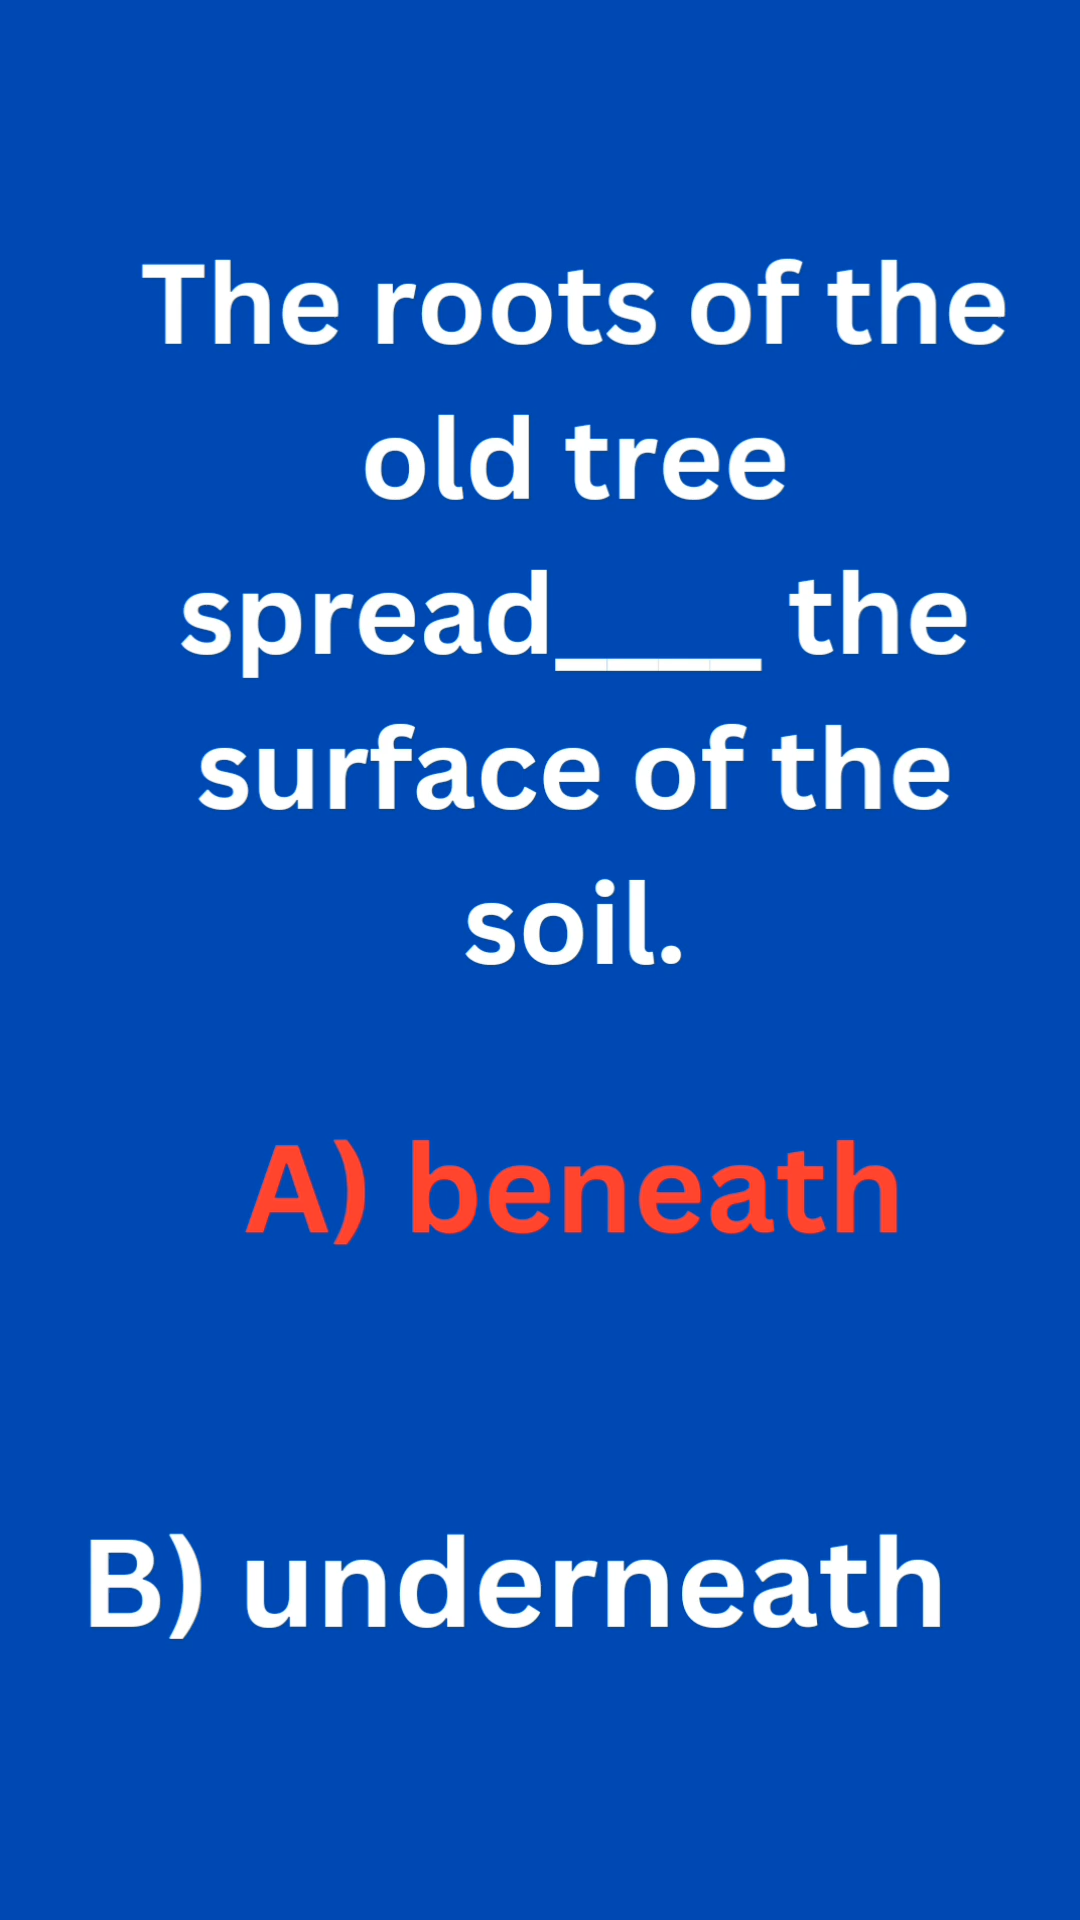 The roots of the
old tree
spread____ the
surface of the
soil.
A) beneath
B) underneath